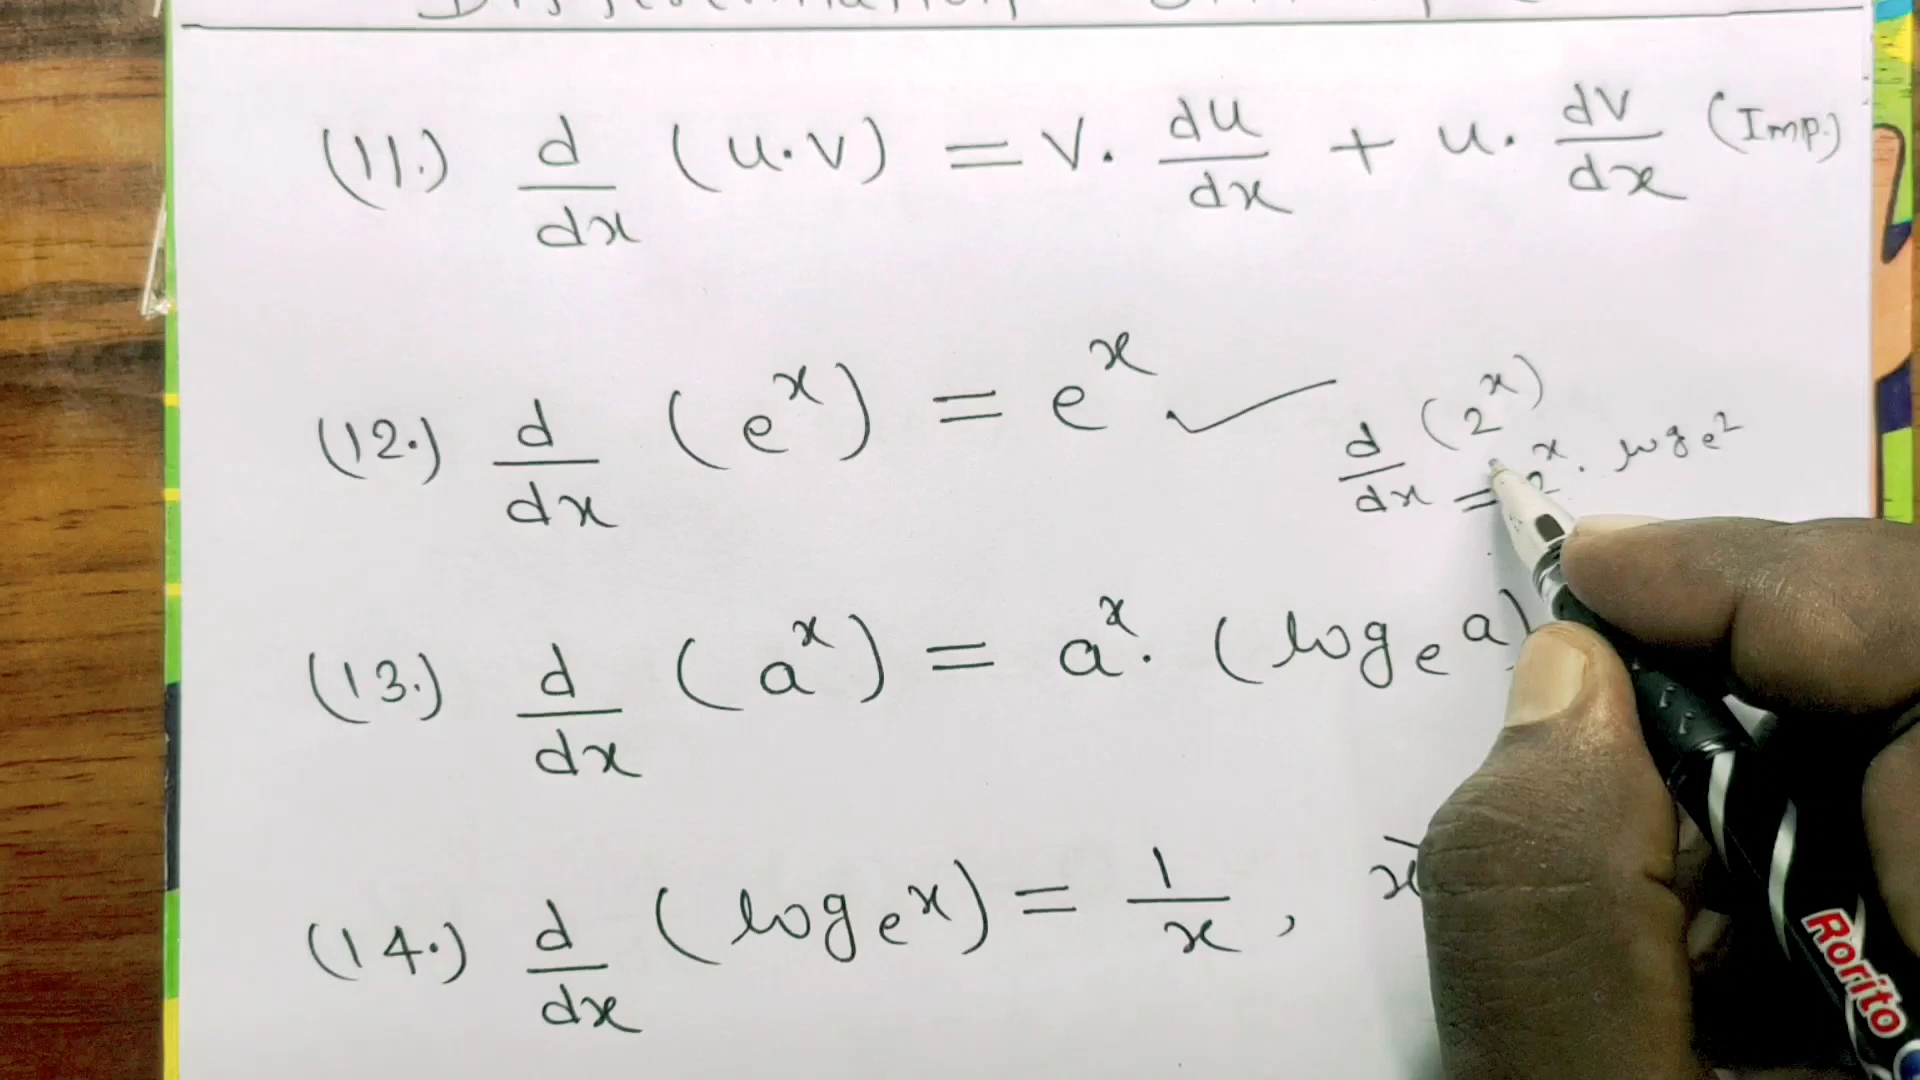 (11.) d/dx (u.v) = v. du/dx + u. dv/dx (Imp.)
(12.) d/dx (e^x) = e^x ✓
d/dx (2^x)
= 2^x. log_e 2
(13.) d/dx (a^x) = a^x. (log_e a)
(14.) d/dx (log_e x) = 1/x, x
Rorito